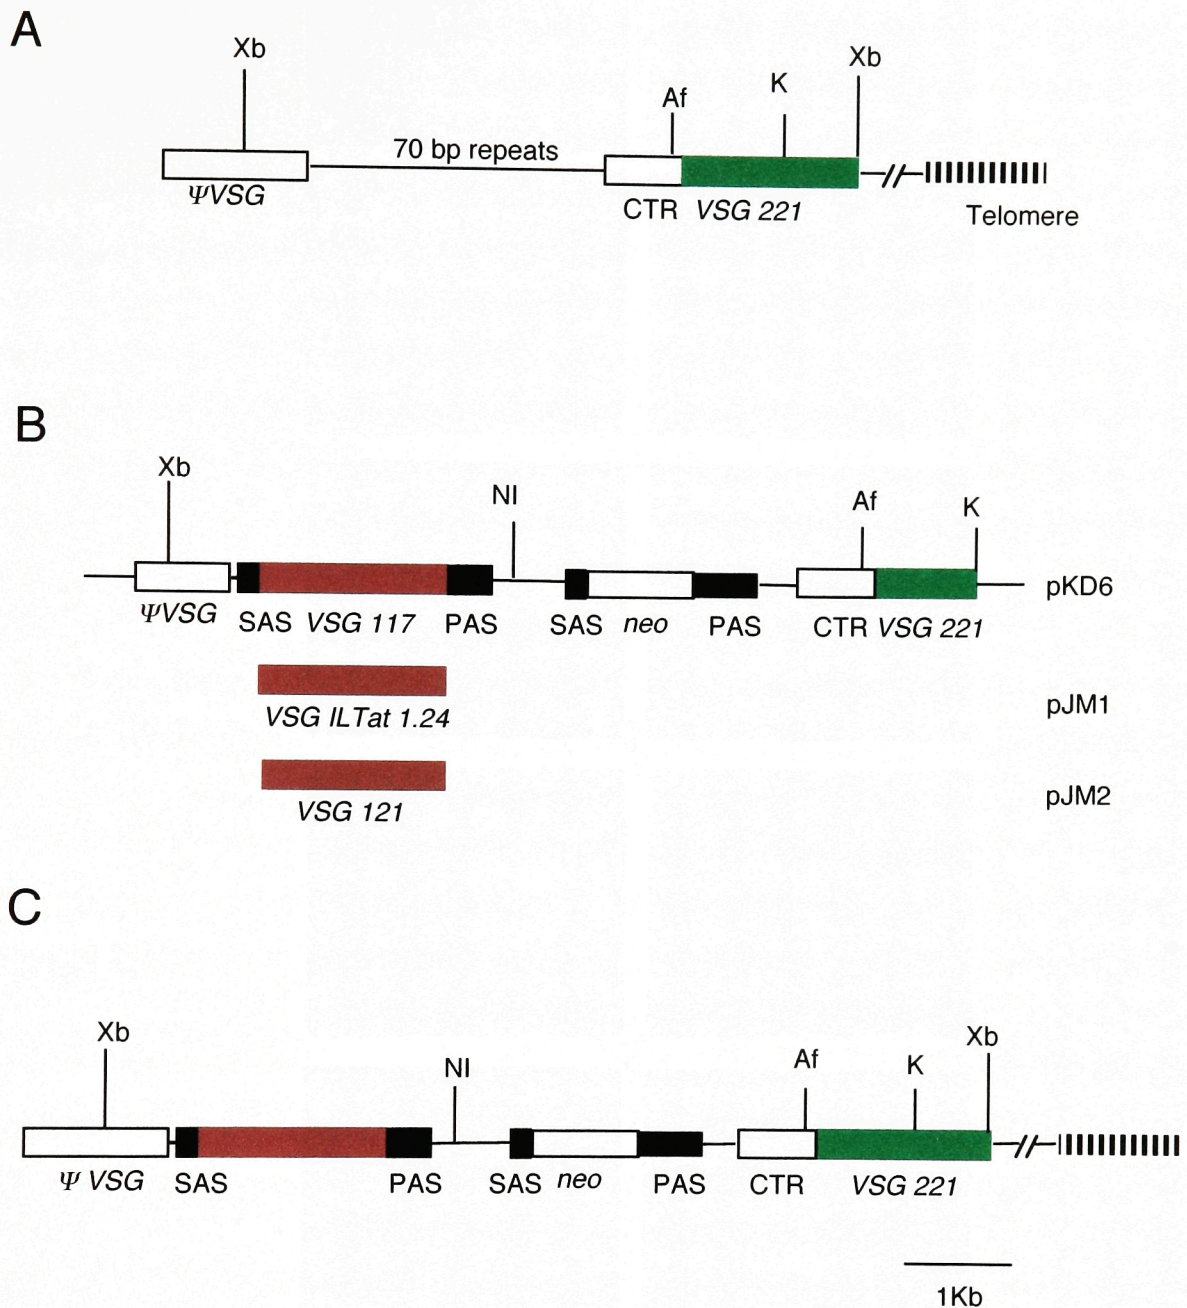 A
Xb
Xb
K
Af
70 bp repeats
ΨVSG
CTR VSG 221
Telomere
B
Xb
NI
Af
K
pKD6
ΨVSG
SAS VSG 117 PAS SAS neo PAS CTR VSG 221
VSG ILTat 1.24
pJM1
VSG 121
pJM2
C
Xb
Xb
NI
Af
K
Ψ VSG SAS PAS SAS neo PAS CTR VSG 221
1Kb